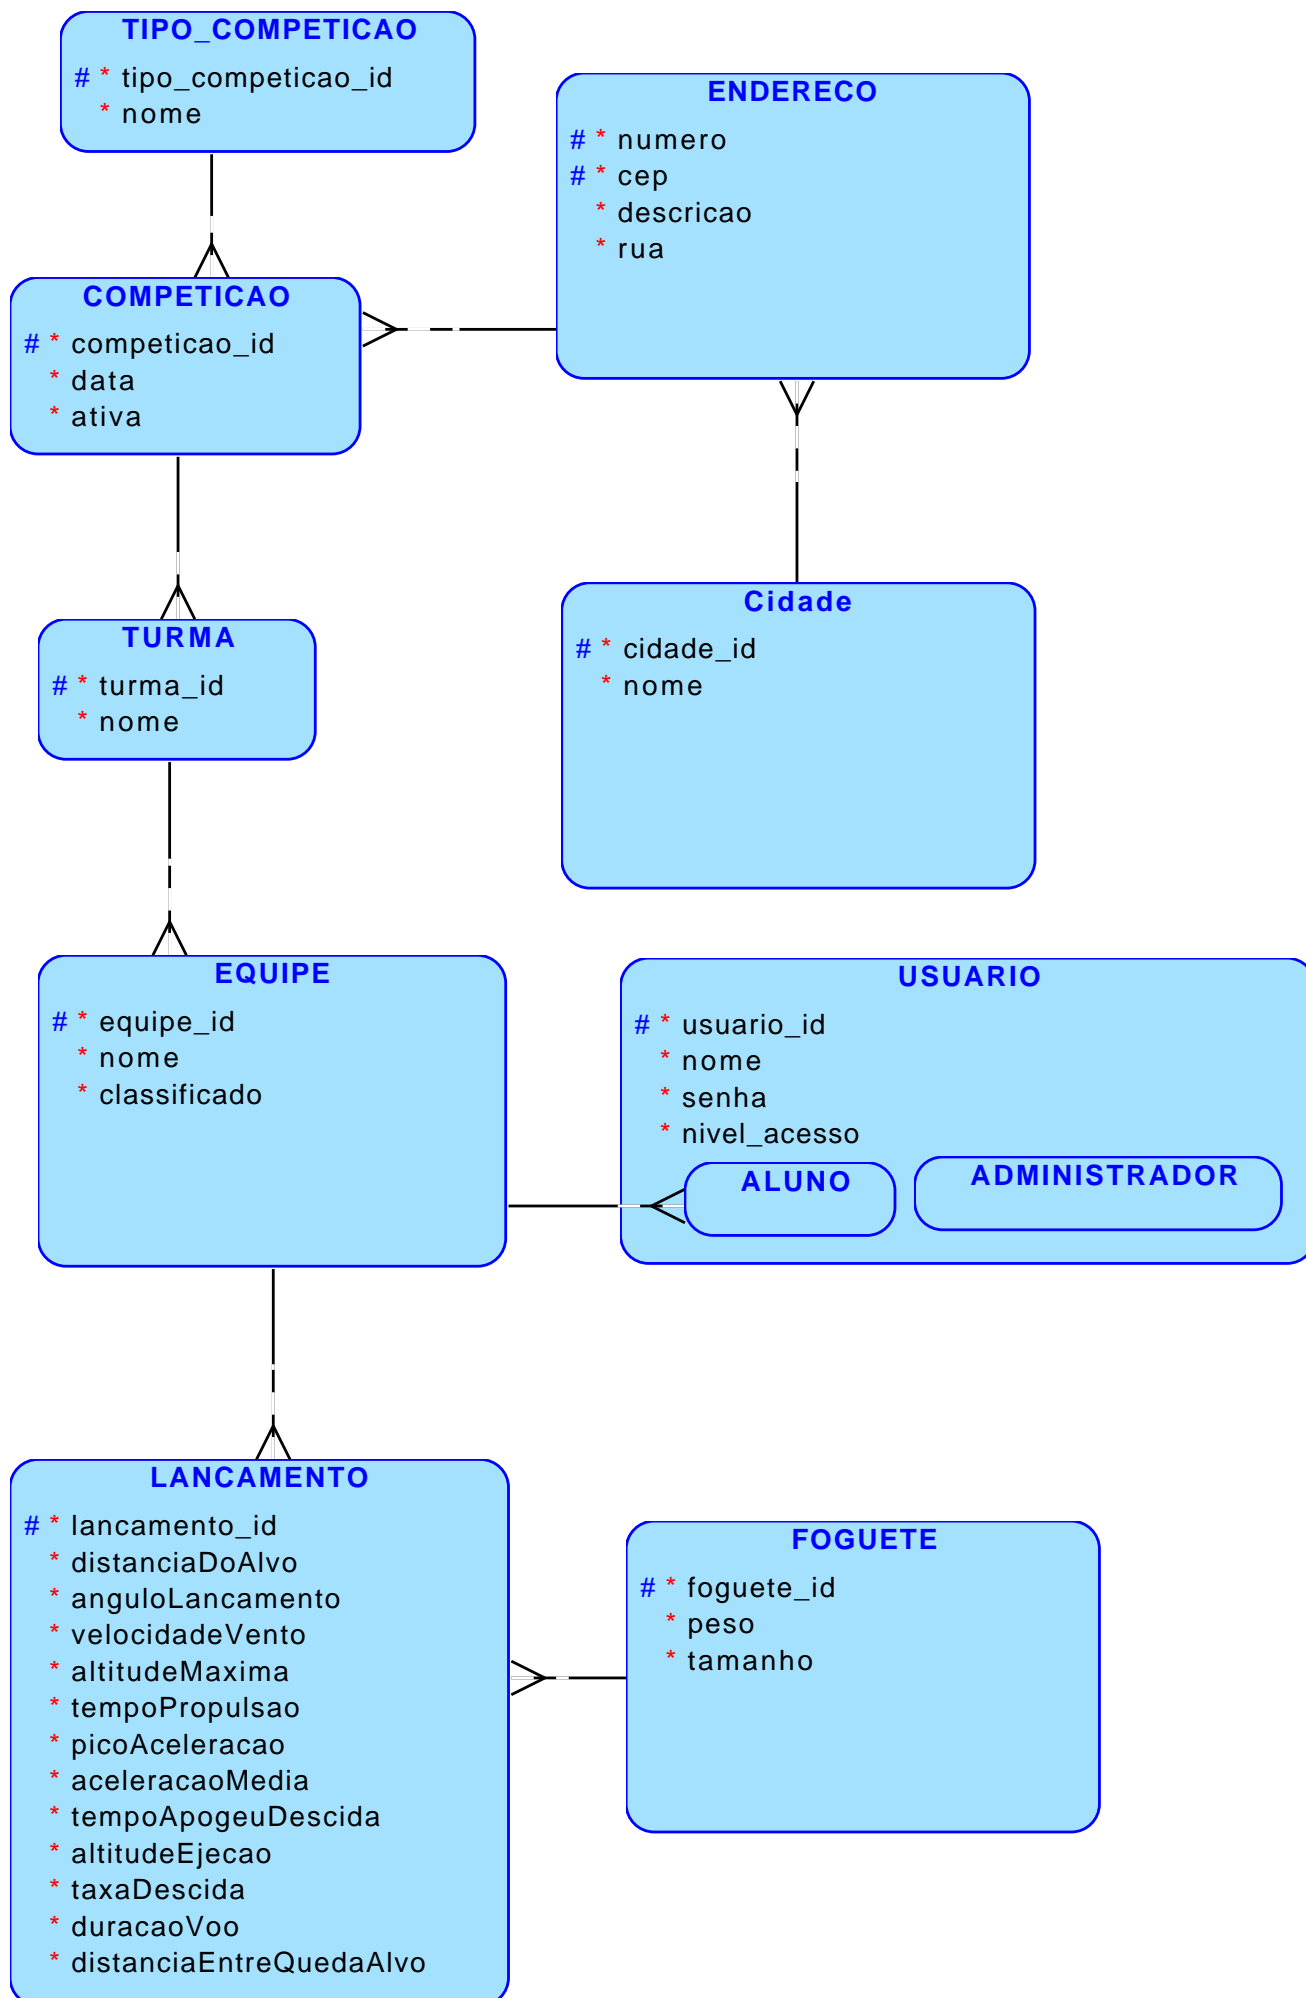 TIPO_COMPETICAO
# * tipo_competicao_id
* nome
ENDERECO
# * numero
# * cep
* descricao
* rua
COMPETICAO
# * competicao_id
* data
* ativa
Cidade
# * cidade_id
* nome
TURMA
# * turma_id
* nome
EQUIPE
# * equipe_id
* nome
* classificado
USUARIO
# * usuario_id
* nome
* senha
* nivel_acesso
ALUNO
ADMINISTRADOR
LANCAMENTO
# * lancamento_id
* distanciaDoAlvo
* anguloLancamento
* velocidadeVento
* altitudeMaxima
* tempoPropulsao
* picoAceleracao
* aceleracaoMedia
* tempoApogeuDescida
* altitudeEjecao
* taxaDescida
* duracaoVoo
* distanciaEntreQuedaAlvo
FOGUETE
# * foguete_id
* peso
* tamanho